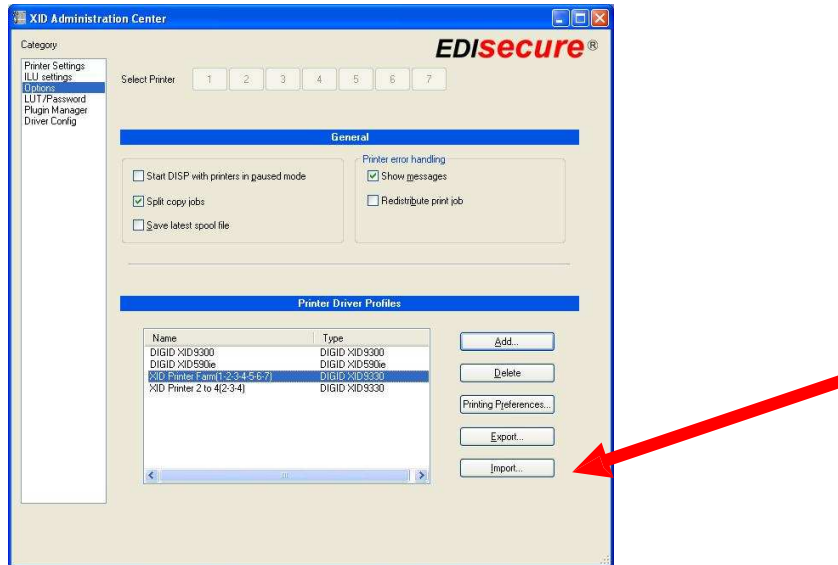 XID Administration Center
Category
EDIsecure®
Printer Settings
ILU settings
Options
LUT/Password
Plugin Manager
Driver Config
Select Printer 1 2 3 4 5 6 7
General
Start DISP with printers in paused mode
Split copy jobs
Save latest spool file
Printer error handling
Show messages
Redistribute print job
Printer Driver Profiles
Name Type
DIGID XID9300 DIGID XID9300
DIGID XID590ie DIGID XID590ie
XID Printer Farm(1-2-3-4-5-6-7) DIGID XID9330
XID Printer 2 to 4(2-3-4) DIGID XID9330
Add...
Delete
Printing Preferences...
Export...
Import...